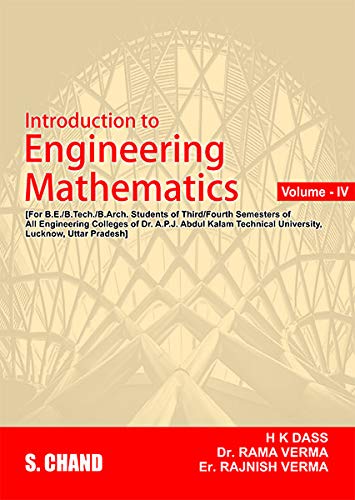 Introduction to
Engineering
Mathematics
Volume - IV
[For B.E./B.Tech./B.Arch. Students of Third/Fourth Semesters of
All Engineering Colleges of Dr. A.P.J. Abdul Kalam Technical University,
Lucknow, Uttar Pradesh]
H K DASS
Dr. RAMA VERMA
Er. RAJNISH VERMA
S. CHAND